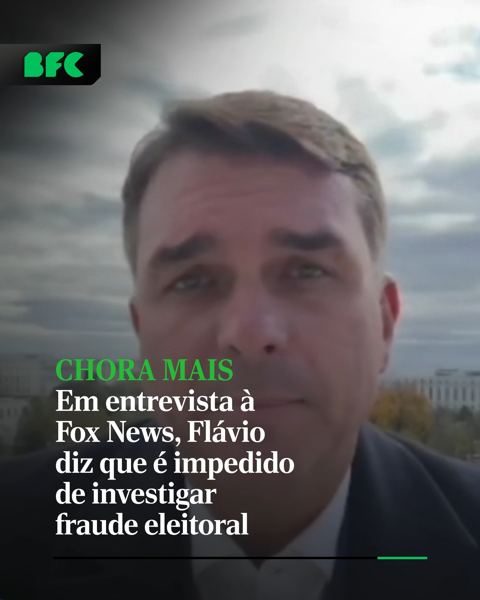 BFC
CHORA MAIS
Em entrevista à
Fox News, Flávio
diz que é impedido
de investigar
fraude eleitoral